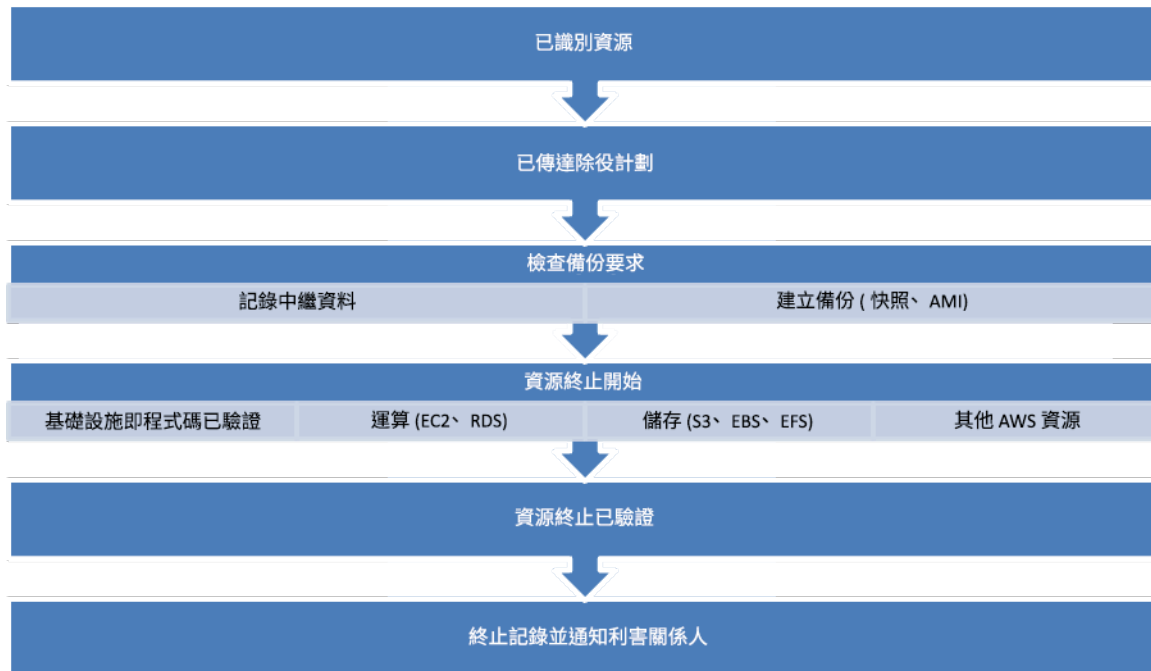 已識別資源
已傳達除役計劃
檢查備份要求
記錄中繼資料
建立備份 ( 快照、 AMI)
資源終止開始
基礎設施即程式碼已驗證
運算 (EC2、 RDS)
儲存 (S3、 EBS、 EFS)
其他 AWS 資源
資源終止已驗證
終止記錄並通知利害關係人